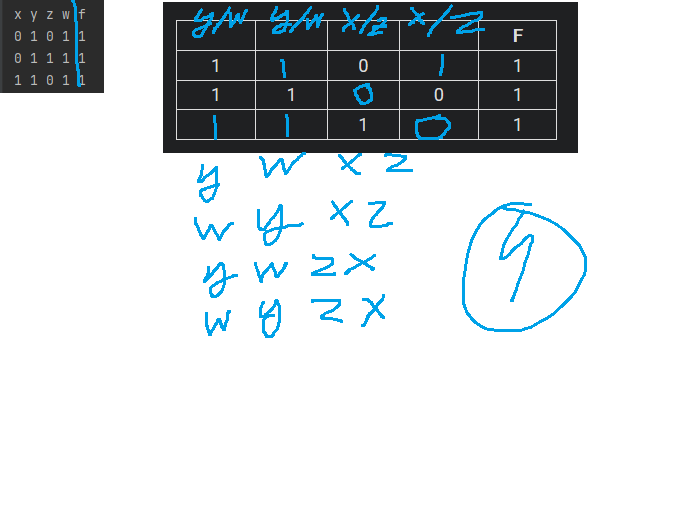 x y z w f
0 1 0 1 1
0 1 1 1 1
1 1 0 1 1
y/w y/w x/z x/z F
1 1 0 1 1
1 1 0 0 1
1 1 1 0 1
y w x z
w y x z
y w z x
w y z x